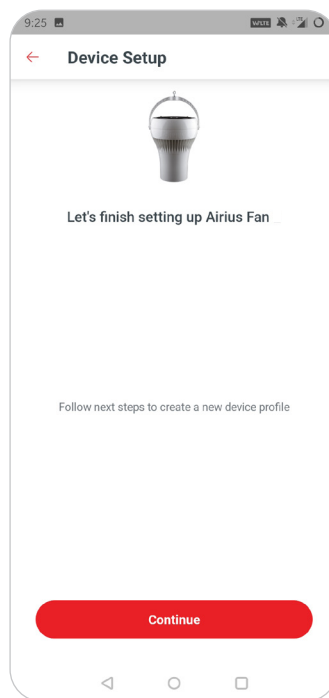 9:25
VoLTE LTE
Device Setup
Let's finish setting up Airius Fan
Follow next steps to create a new device profile
Continue